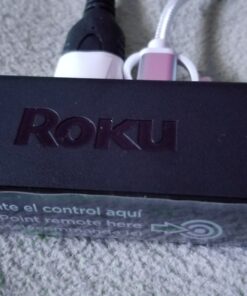 Roku
te el control aquí
Point remote here